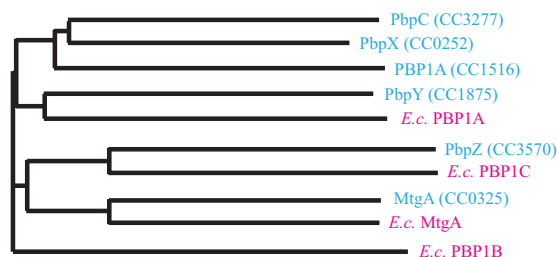 PbpC (CC3277)
PbpX (CC0252)
PBP1A (CC1516)
PbpY (CC1875)
E.c. PBP1A
PbpZ (CC3570)
E.c. PBP1C
MtgA (CC0325)
E.c. MtgA
E.c. PBP1B